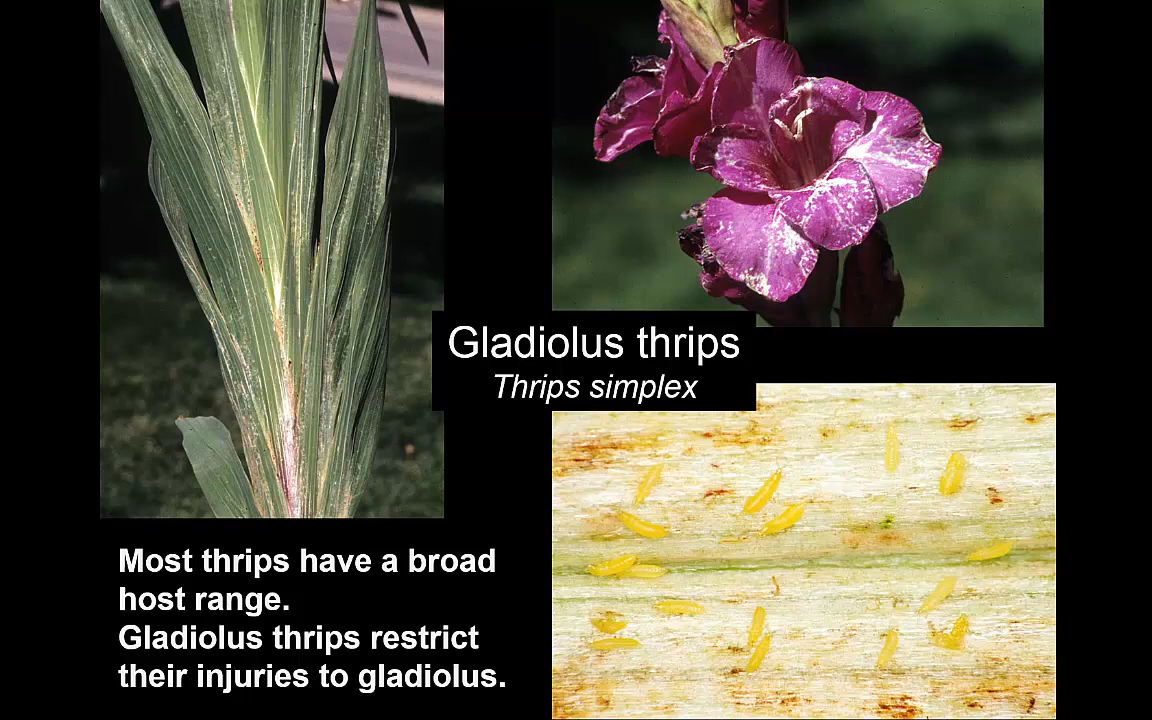 Gladiolus thrips
Thrips simplex
Most thrips have a broad
host range.
Gladiolus thrips restrict
their injuries to gladiolus.